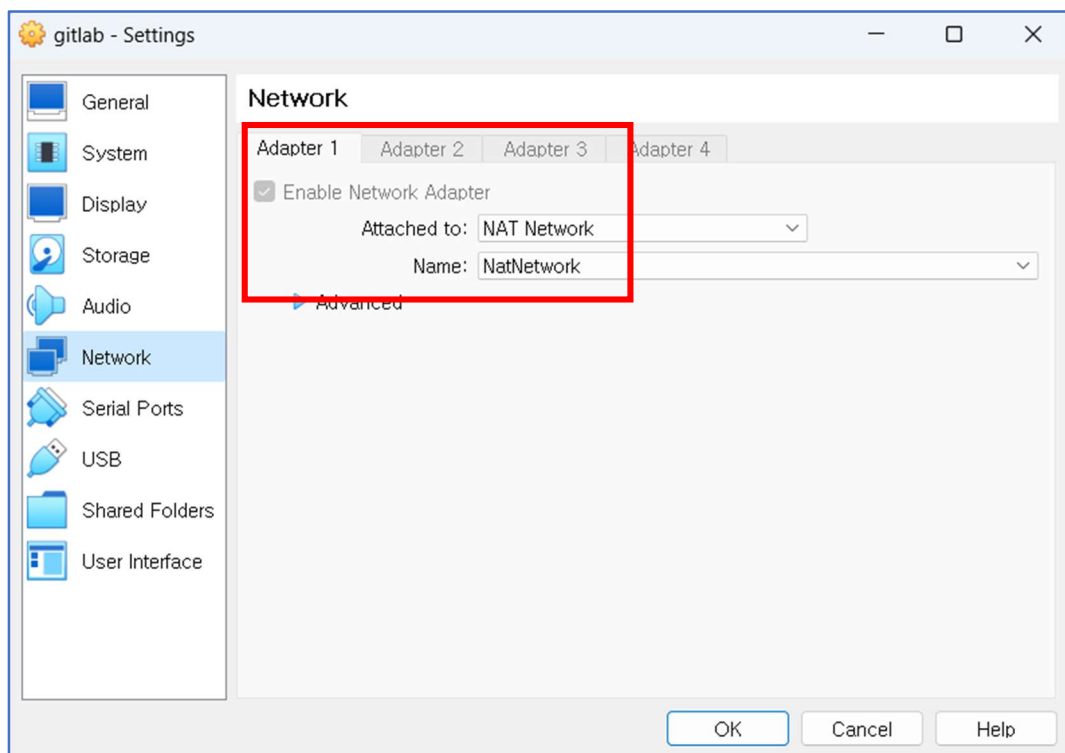 gitlab - Settings
General
System
Display
Storage
Audio
Network
Serial Ports
USB
Shared Folders
User Interface
Network
Adapter 1 Adapter 2 Adapter 3 Adapter 4
Enable Network Adapter
Attached to: NAT Network
Name: NatNetwork
Advanced
OK Cancel Help